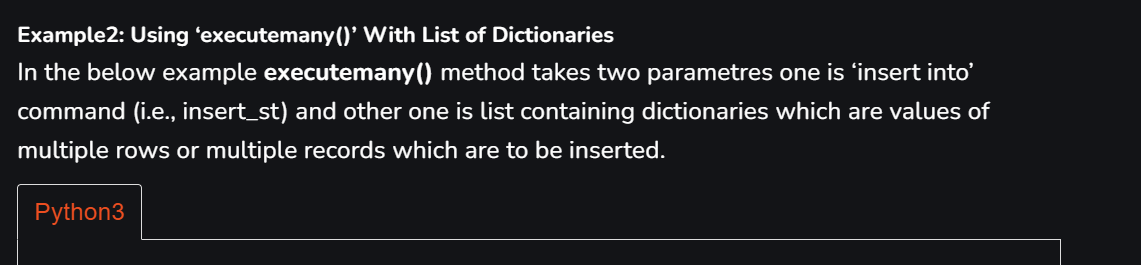 Example2: Using ‘executemany()’ With List of Dictionaries
In the below example executemany() method takes two parametres one is ‘insert into’
command (i.e., insert_st) and other one is list containing dictionaries which are values of
multiple rows or multiple records which are to be inserted.
Python3